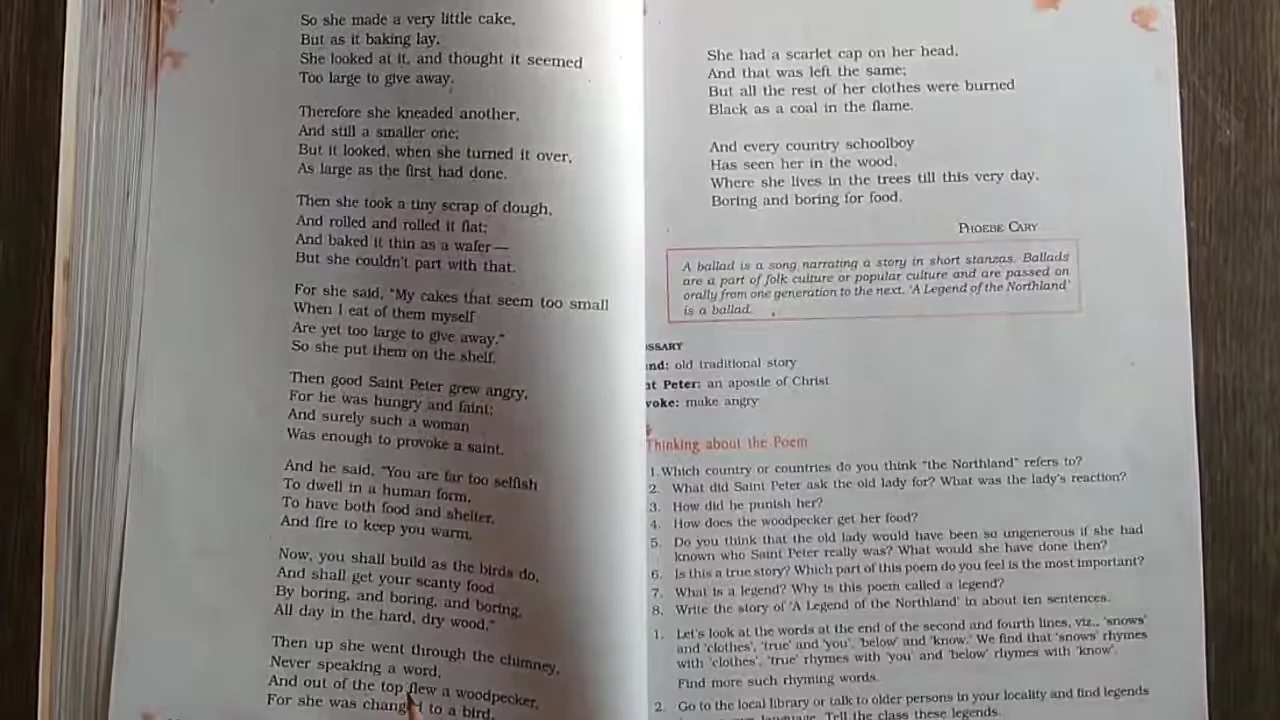 So she made a very little cake,
But as it baking lay,
She looked at it, and thought it seemed
Too large to give away.
Therefore she kneaded another,
And still a smaller one;
But it looked, when she turned it over,
As large as the first had done.
Then she took a tiny scrap of dough,
And rolled and rolled it flat;
And baked it thin as a wafer—
But she couldn't part with that.
For she said, "My cakes that seem too small
When I eat of them myself
Are yet too large to give away."
So she put them on the shelf.
Then good Saint Peter grew angry,
For he was hungry and faint;
And surely such a woman
Was enough to provoke a saint.
And he said, "You are far too selfish
To dwell in a human form,
To have both food and shelter,
And fire to keep you warm.
Now, you shall build as the birds do,
And shall get your scanty food
By boring, and boring, and boring,
All day in the hard, dry wood."
Then up she went through the chimney,
Never speaking a word,
And out of the top flew a woodpecker,
For she was changed to a bird.
She had a scarlet cap on her head,
And that was left the same;
But all the rest of her clothes were burned
Black as a coal in the flame.
And every country schoolboy
Has seen her in the wood,
Where she lives in the trees till this very day,
Boring and boring for food.
PHOEBE CARY
A ballad is a song narrating a story in short stanzas. Ballads
are a part of folk culture or popular culture and are passed on
orally from one generation to the next. 'A Legend of the Northland'
is a ballad.
SSARY
nd: old traditional story
t Peter: an apostle of Christ
voke: make angry
Thinking about the Poem
1. Which country or countries do you think "the Northland" refers to?
2. What did Saint Peter ask the old lady for? What was the lady's reaction?
3. How did he punish her?
4. How does the woodpecker get her food?
5. Do you think that the old lady would have been so ungenerous if she had
known who Saint Peter really was? What would she have done then?
6. Is this a true story? Which part of this poem do you feel is the most important?
7. What is a legend? Why is this poem called a legend?
8. Write the story of 'A Legend of the Northland' in about ten sentences.
1. Let's look at the words at the end of the second and fourth lines, viz., 'snows'
and 'clothes', 'true' and 'you', 'below' and 'know.' We find that 'snows' rhymes
with 'clothes', 'true' rhymes with 'you' and 'below' rhymes with 'know'.
Find more such rhyming words.
2. Go to the local library or talk to older persons in your locality and find legends
language. Tell the class these legends.